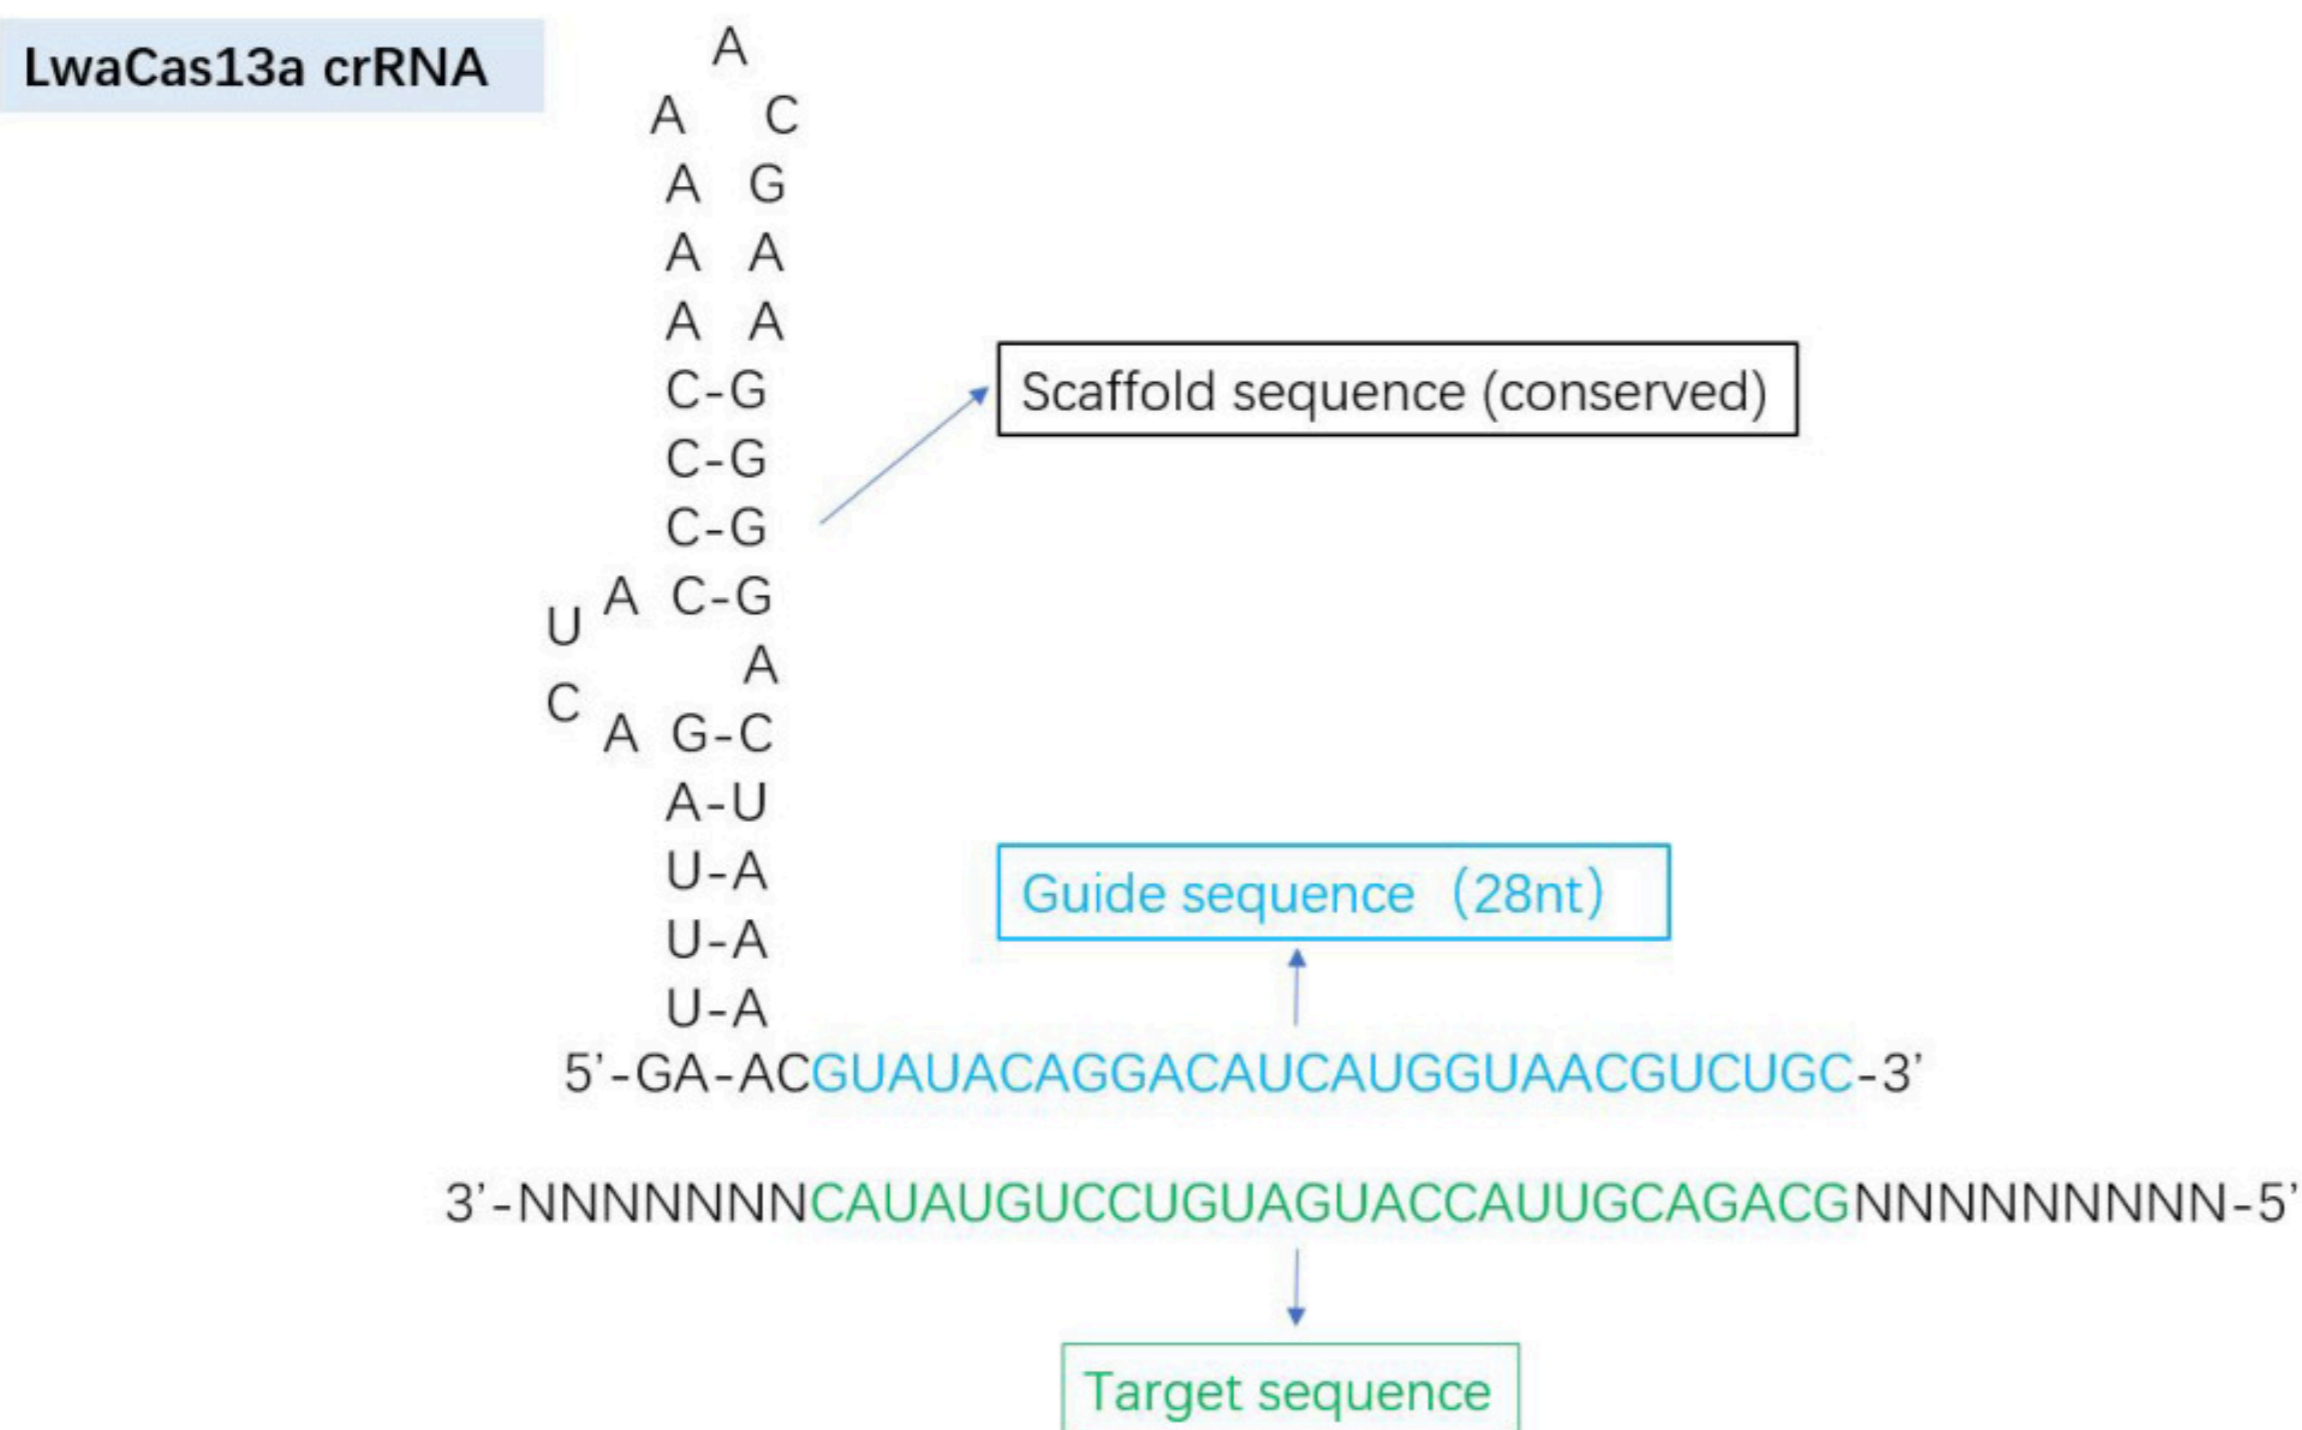 LwaCas13a crRNA
A
A C
A G
A A
A A
C-G
C-G
C-G
U A C-G
A
C A G-C
A-U
U-A
U-A
U-A
Scaffold sequence (conserved)
Guide sequence (28nt)
5’-GA-ACGUAUACAGGACAUCAUGGUAACGUCUGC-3’
3’-NNNNNNNCAUAUGUCCUGUAGUACCAUUGCAGACGNNNNNNNNN-5’
Target sequence